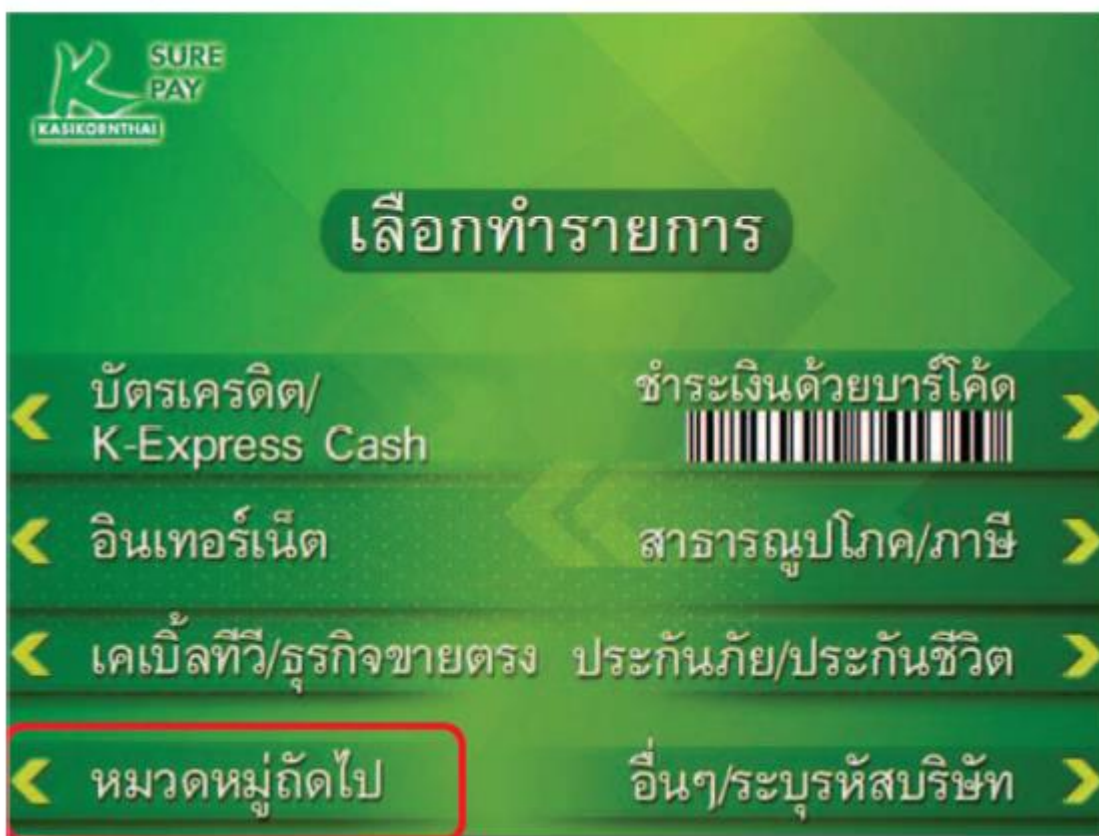 SURE
PAY
KASIKORNTHAI
เลือกทำรายการ
บัตรเครดิต/
K-Express Cash
ชำระเงินด้วยบาร์โค้ด
อินเทอร์เน็ต
สาธารณูปโภค/ภาษี
เคเบิ้ลทีวี/ธุรกิจขายตรง
ประกันภัย/ประกันชีวิต
หมวดหมู่ถัดไป
อื่นๆ/ระบุรหัสบริษัท